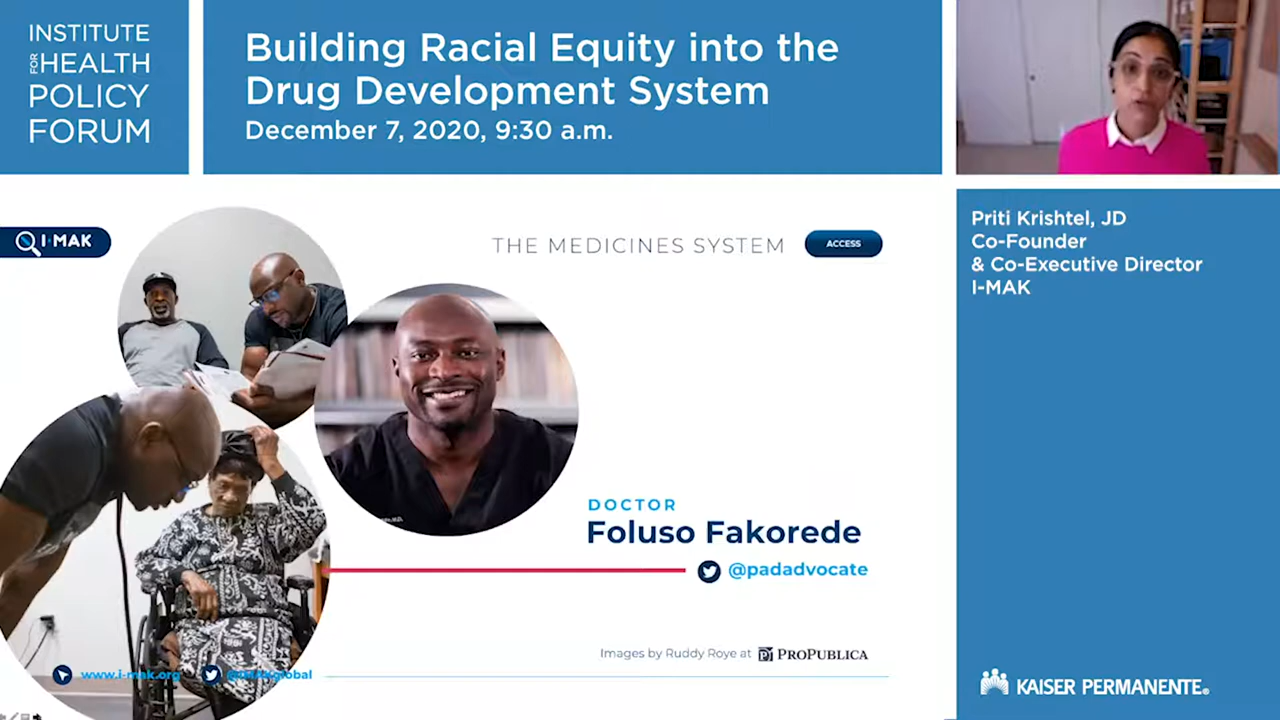 INSTITUTE
FOR HEALTH
POLICY
FORUM
Building Racial Equity into the
Drug Development System
December 7, 2020, 9:30 a.m.
I-MAK
THE MEDICINES SYSTEM
ACCESS
DOCTOR
Foluso Fakorede
@padadvocate
Images by Ruddy Roye at PROPUBLICA
www.i-mak.org
Priti Krishtel, JD
Co-Founder
& Co-Executive Director
I-MAK
KAISER PERMANENTE®